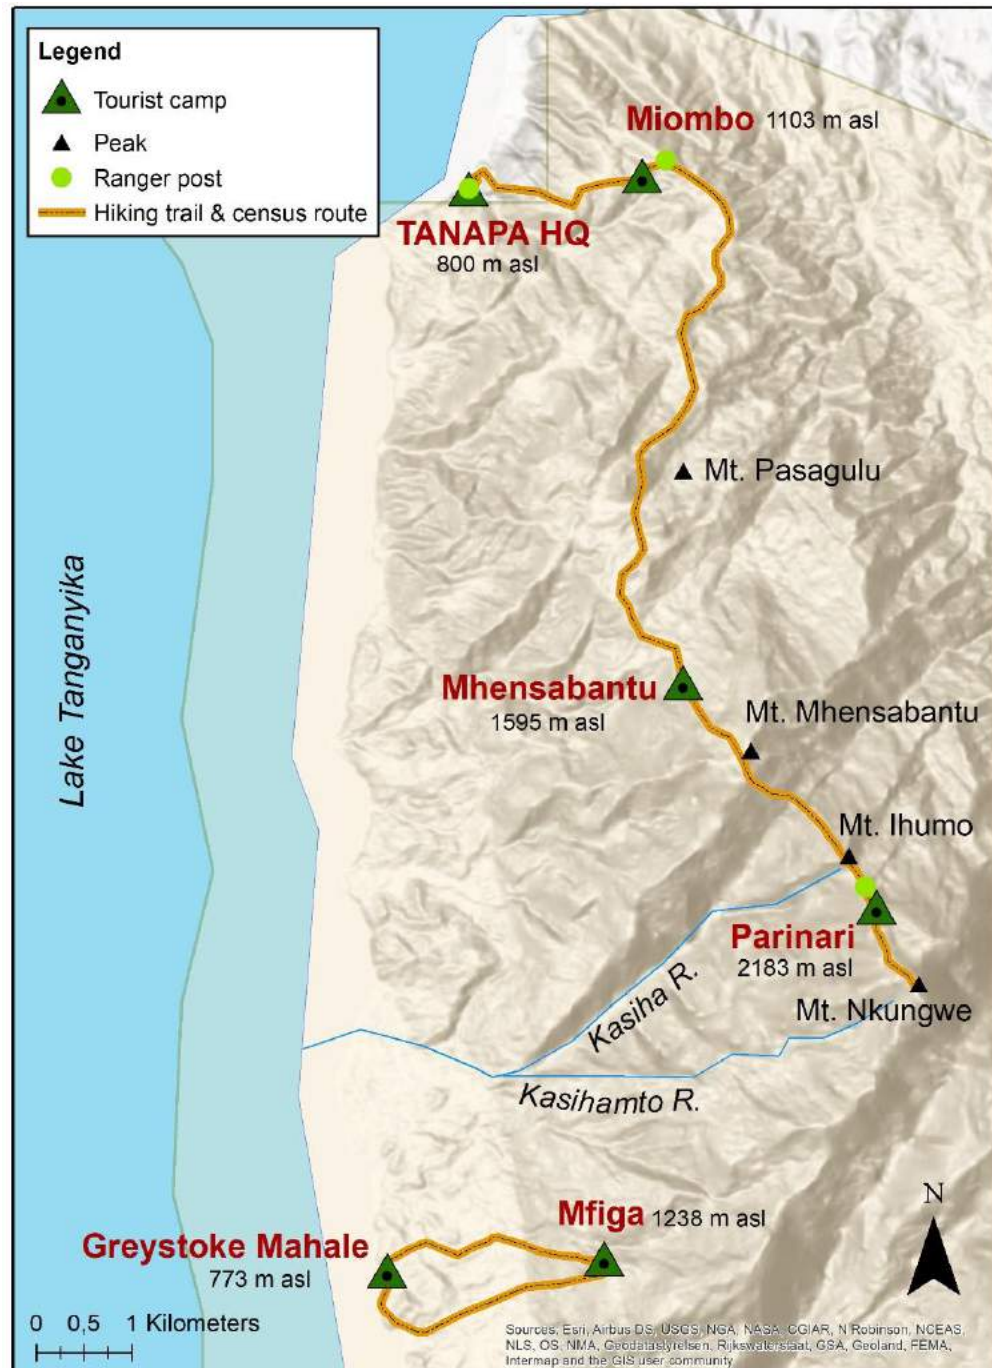 Legend
Tourist camp
Peak
Ranger post
Hiking trail & census route
Miombo 1103 m asl
TANAPA HQ
800 m asl
Mt. Pasagulu
Lake Tanganyika
Mhensabantu
1595 m asl
Mt. Mhensabantu
Mt. Ihumo
Parinari
2183 m asl
Kasiha R.
Mt. Nkungwe
Kasihamto R.
N
Mfiga 1238 m asl
Greystoke Mahale
773 m asl
0 0,5 1 Kilometers
Sources: Esri, Airbus DS, USGS, NGA, NASA, CGIAR, N Robinson, NCEAS,
NLS, OS, NMA, Geodatastyrelsen, Rijkswaterstaat, GSA, Geoland, FEMA,
Intermap and the GIS user community